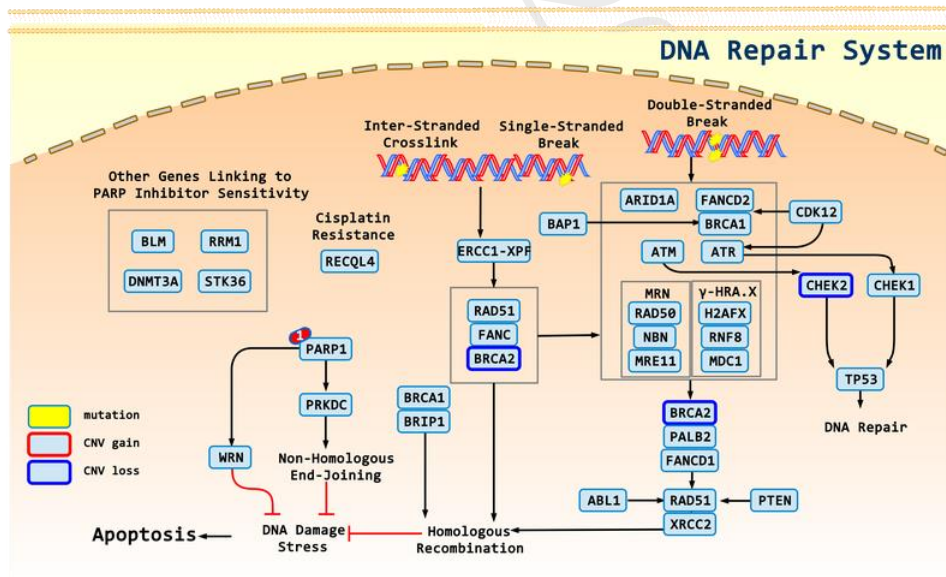 DNA Repair System
Double-Stranded
Break
Inter-Stranded
Crosslink
Single-Stranded
Break
Other Genes Linking to
PARP Inhibitor Sensitivity
BLM
RRM1
DNMT3A
STK36
Cisplatin
Resistance
RECQL4
ERCC1-XPF
RAD51
FANC
BRCA2
BAP1
ARID1A
FANCD2
BRCA1
CDK12
ATM
ATR
CHEK2
CHEK1
MRN
RAD50
NBN
MRE11
γ-HRA.X
H2AFX
RNF8
MDC1
TP53
DNA Repair
1
PARP1
PRKDC
WRN
Non-Homologous
End-Joining
BRCA1
BRIP1
BRCA2
PALB2
FANCD1
ABL1
RAD51
PTEN
XRCC2
mutation
CNV gain
CNV loss
Apoptosis
DNA Damage
Stress
Homologous
Recombination